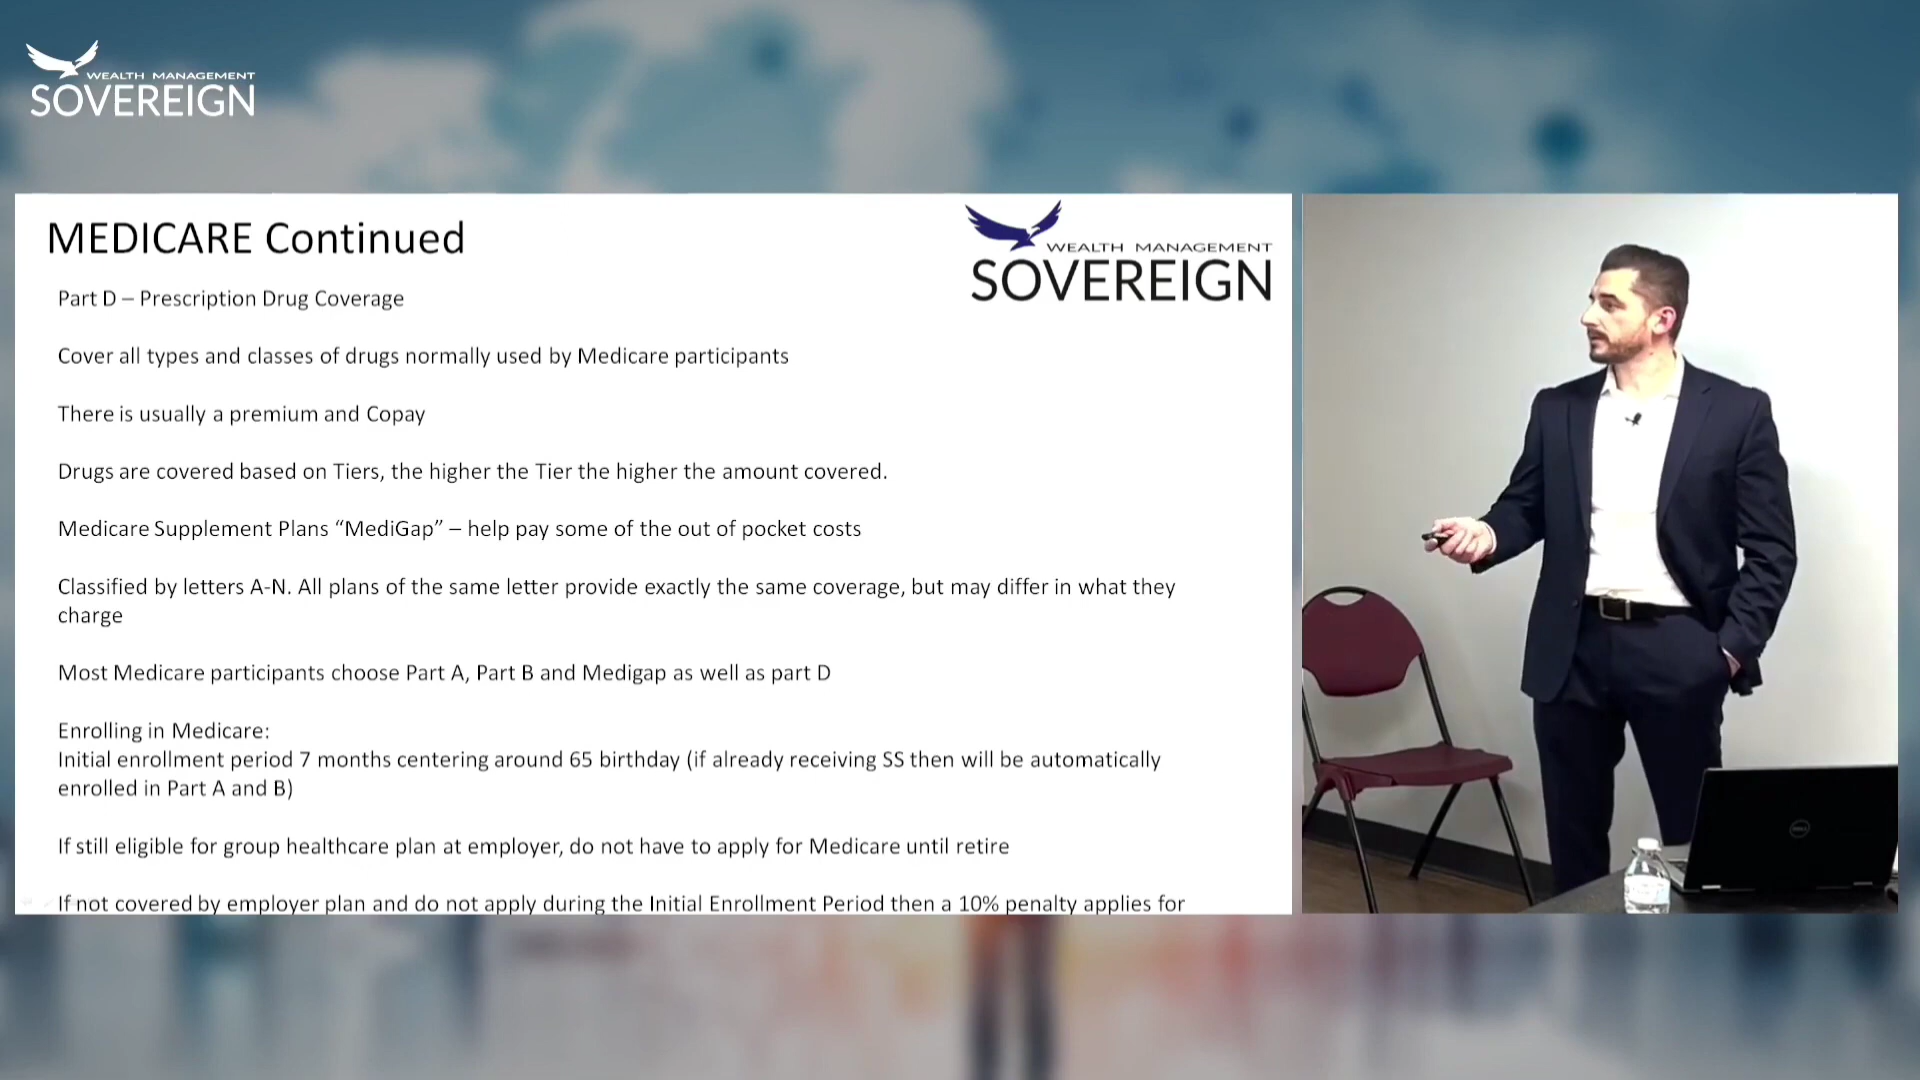 WEALTH MANAGEMENT
SOVEREIGN
MEDICARE Continued
WEALTH MANAGEMENT
SOVEREIGN
Part D – Prescription Drug Coverage
Cover all types and classes of drugs normally used by Medicare participants
There is usually a premium and Copay
Drugs are covered based on Tiers, the higher the Tier the higher the amount covered.
Medicare Supplement Plans “MediGap” – help pay some of the out of pocket costs
Classified by letters A-N. All plans of the same letter provide exactly the same coverage, but may differ in what they
charge
Most Medicare participants choose Part A, Part B and Medigap as well as part D
Enrolling in Medicare:
Initial enrollment period 7 months centering around 65 birthday (if already receiving SS then will be automatically
enrolled in Part A and B)
If still eligible for group healthcare plan at employer, do not have to apply for Medicare until retire
If not covered by employer plan and do not apply during the Initial Enrollment Period then a 10% penalty applies for
DELL